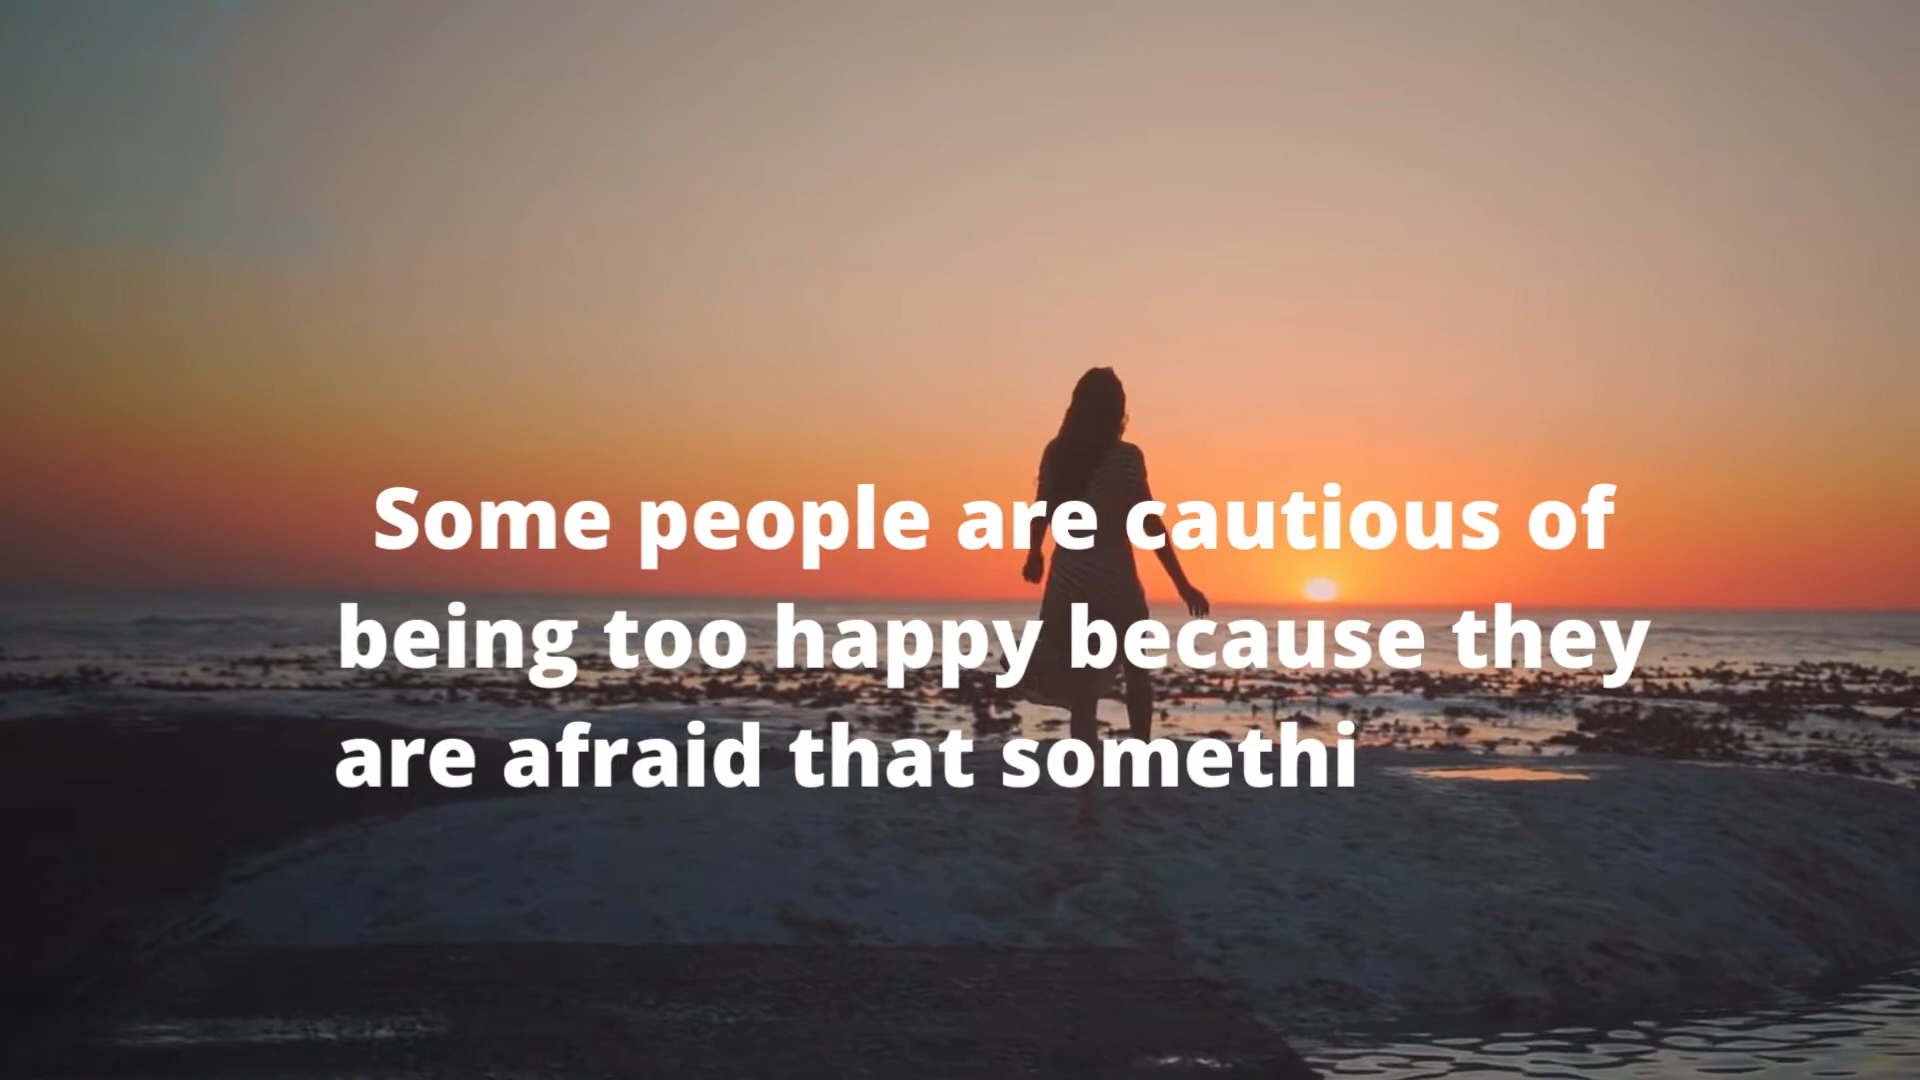 Some people are cautious of
being too happy because they
are afraid that somethi